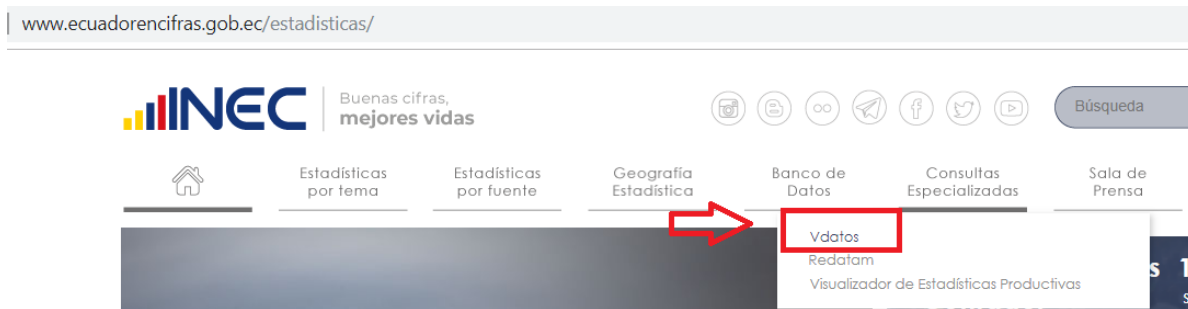 www.ecuadorencifras.gob.ec/estadisticas/
INEC
Buenas cifras,
mejores vidas
Búsqueda
Estadísticas
por tema
Estadísticas
por fuente
Geografía
Estadística
Banco de
Datos
Consultas
Especializadas
Sala de
Prensa
Vdatos
Redatam
Visualizador de Estadísticas Productivas